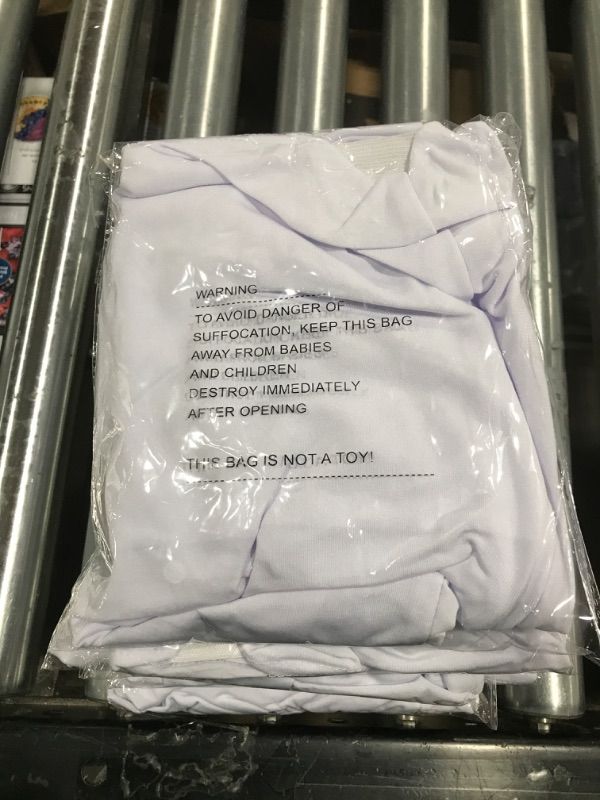 WARNING
TO AVOID DANGER OF
SUFFOCATION, KEEP THIS BAG
AWAY FROM BABIES
AND CHILDREN
DESTROY IMMEDIATELY
AFTER OPENING
THIS BAG IS NOT A TOY!